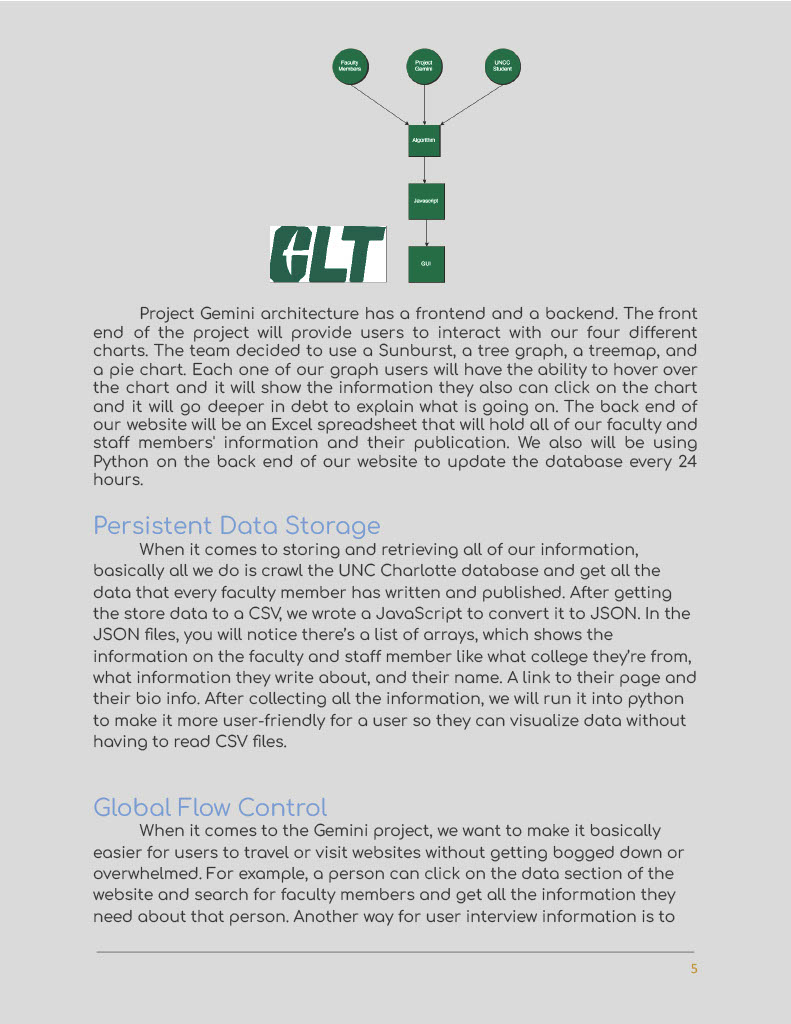 Faculty
Members
Project
Gemini
UNCC
Student
Algorithm
Javascript
GUI
CLT
Project Gemini architecture has a frontend and a backend. The front
end of the project will provide users to interact with our four different
charts. The team decided to use a Sunburst, a tree graph, a treemap, and
a pie chart. Each one of our graph users will have the ability to hover over
the chart and it will show the information they also can click on the chart
and it will go deeper in debt to explain what is going on. The back end of
our website will be an Excel spreadsheet that will hold all of our faculty and
staff members' information and their publication. We also will be using
Python on the back end of our website to update the database every 24
hours.
Persistent Data Storage
When it comes to storing and retrieving all of our information,
basically all we do is crawl the UNC Charlotte database and get all the
data that every faculty member has written and published. After getting
the store data to a CSV, we wrote a JavaScript to convert it to JSON. In the
JSON files, you will notice there's a list of arrays, which shows the
information on the faculty and staff member like what college they're from,
what information they write about, and their name. A link to their page and
their bio info. After collecting all the information, we will run it into python
to make it more user-friendly for a user so they can visualize data without
having to read CSV files.
Global Flow Control
When it comes to the Gemini project, we want to make it basically
easier for users to travel or visit websites without getting bogged down or
overwhelmed. For example, a person can click on the data section of the
website and search for faculty members and get all the information they
need about that person. Another way for user interview information is to
5